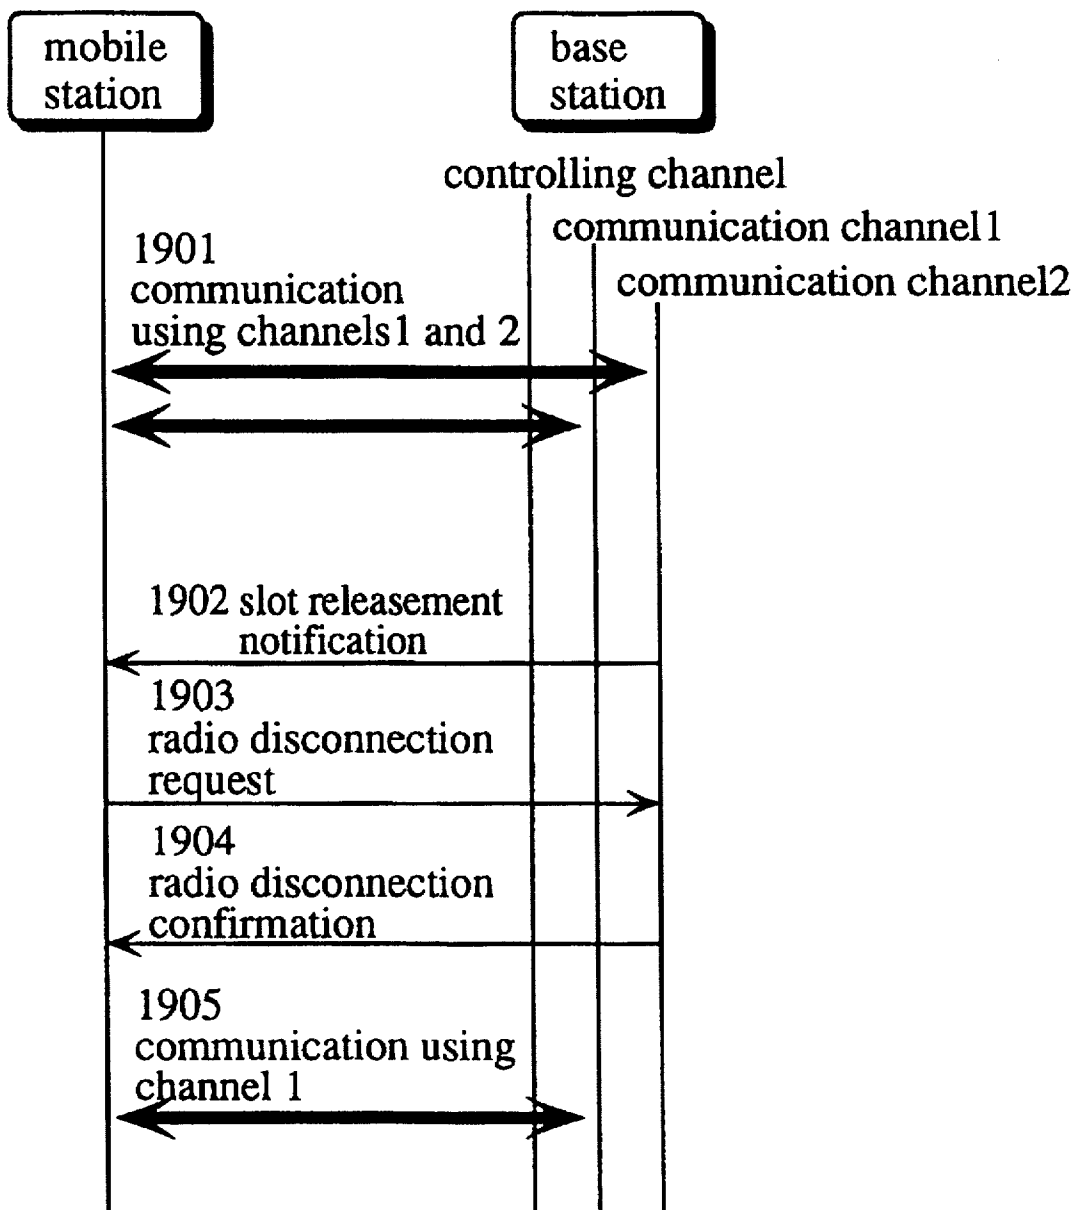 mobile
station
base
station
controlling channel
communication channel1
communication channel2
1901
communication
using channels1 and 2
1902 slot releasement
notification
1903
radio disconnection
request
1904
radio disconnection
confirmation
1905
communication using
channel 1